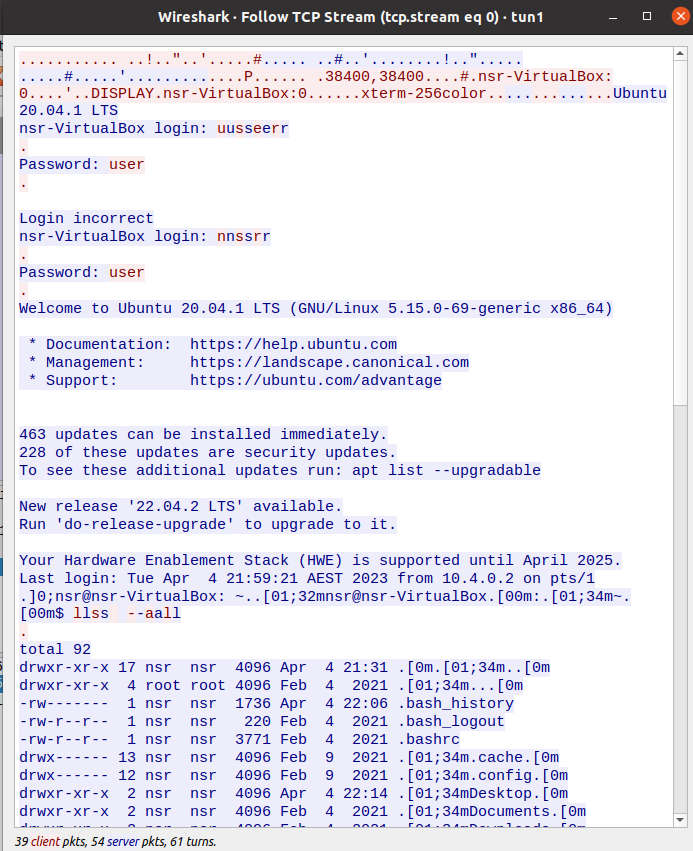 Wireshark · Follow TCP Stream (tcp.stream eq 0) · tun1
........... ..!.."..'.....#..... ..#..'........!..".....
.....#.....'.............P...... .38400,38400....#.nsr-VirtualBox:
0....'..DISPLAY.nsr-VirtualBox:0......xterm-256color..............Ubuntu
20.04.1 LTS
nsr-VirtualBox login: uusseerr
.
Password: user
.
Login incorrect
nsr-VirtualBox login: nnssrr
.
Password: user
.
Welcome to Ubuntu 20.04.1 LTS (GNU/Linux 5.15.0-69-generic x86_64)
* Documentation:  https://help.ubuntu.com
* Management:     https://landscape.canonical.com
* Support:        https://ubuntu.com/advantage
463 updates can be installed immediately.
228 of these updates are security updates.
To see these additional updates run: apt list --upgradable
New release '22.04.2 LTS' available.
Run 'do-release-upgrade' to upgrade to it.
Your Hardware Enablement Stack (HWE) is supported until April 2025.
Last login: Tue Apr  4 21:59:21 AEST 2023 from 10.4.0.2 on pts/1
.]0;nsr@nsr-VirtualBox: ~..[01;32mnsr@nsr-VirtualBox.[00m:.[01;34m~.
[00m$ llss  --aall
.
total 92
drwxr-xr-x 17 nsr  nsr  4096 Apr  4 21:31 .[0m.[01;34m..[0m
drwxr-xr-x  4 root root 4096 Feb  4  2021 .[01;34m...[0m
-rw-------  1 nsr  nsr  1736 Apr  4 22:06 .bash_history
-rw-r--r--  1 nsr  nsr   220 Feb  4  2021 .bash_logout
-rw-r--r--  1 nsr  nsr  3771 Feb  4  2021 .bashrc
drwx------ 13 nsr  nsr  4096 Feb  9  2021 .[01;34m.cache.[0m
drwx------ 12 nsr  nsr  4096 Feb  9  2021 .[01;34m.config.[0m
drwxr-xr-x  2 nsr  nsr  4096 Apr  4 22:14 .[01;34mDesktop.[0m
drwxr-xr-x  2 nsr  nsr  4096 Feb  4  2021 .[01;34mDocuments.[0m
39 client pkts, 54 server pkts, 61 turns.